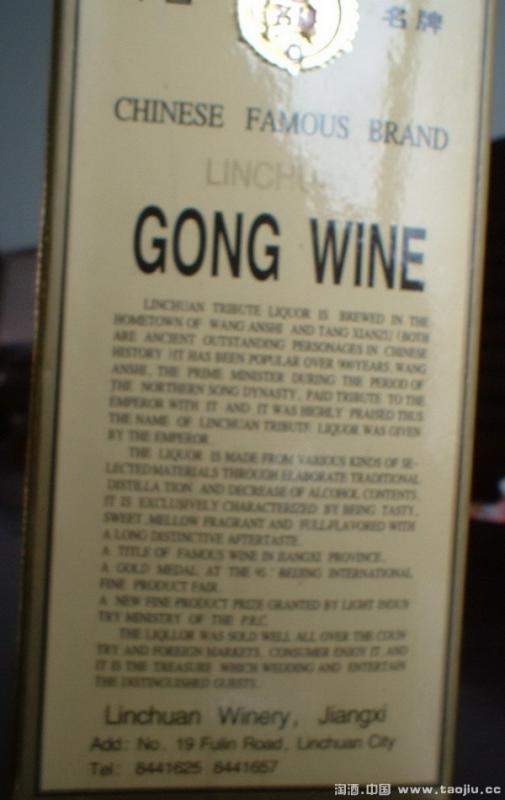 名牌
CHINESE FAMOUS BRAND
LINCHUAN
GONG WINE
LINCHUAN TRIBUTE LIQUOR IS BREWED IN THE
HOMETOWN OF WANG ANSHI AND TANG XIANZU (BOTH
ARE ANCIENT OUTSTANDING PERSONAGES IN CHINESE
HISTORY )IT HAS BEEN POPULAR OVER 900YEARS. WANG
ANSHI, THE PRIME MINISTER DURING THE PERIOD OF
THE NORTHERN SONG DYNASTY, PAID TRIBUTE TO THE
EMPEROR WITH IT AND IT WAS HIGHLY PRAISED THUS
THE NAME OF LINCHUAN TRIBUTE LIQUOR WAS GIVEN
BY THE EMPEROR.
THE LIQUOR IS MADE FROM VARIOUS KINDS OF SE-
LECTED MATERIALS THROUGH ELABORATE TRADITIONAL
DISTILLA TION AND DECREASE OF ALCOHOL CONTENTS.
IT IS EXCLUSIVELY CHARACTERIZED BY BEING TASTY,
SWEET, MELLOW FRAGRANT AND FULL-FLAVORED WITH
A LONG DISTINCTIVE AFTERTASTE.
A TITLE OF FAMOUS WINE IN JIANGXI PROVINCE.
A GOLD MEDAL AT THE 95' BEIJING INTERNATIONAL
FINE PRODUCT FAIR.
A NEW FINE PRODUCT PRIZE GRANTED BY LIGHT INDUS
TRY MINISTRY OF THE P.R.C.
THE LIQLLOR WAS SOLD WELL ALL OVER THE COUN
TRY AND FOREIGN MARKETS. CONSUMER ENJOY IT, AND
IT IS THE TREASURE WHICH WEDDING AND ENTERTAIN
THE DISTINGUISHED GUESTS.
Linchuan Winery, Jiangxi
Add: No. 19 Fulin Road, Linchuan City
Tel: 8441625 8441657
淘酒.中国 www.taojiu.cc